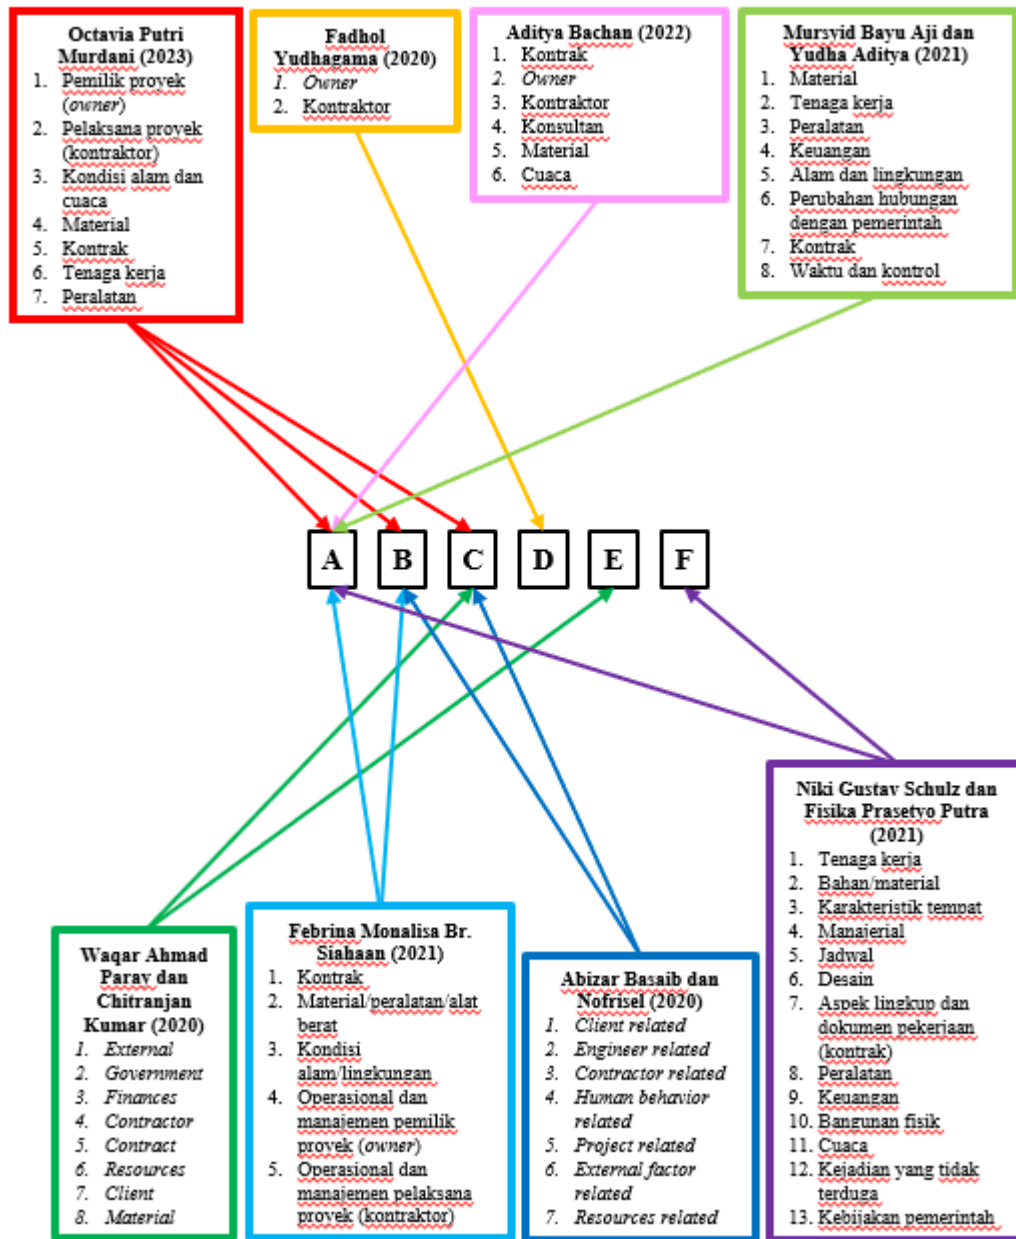 Octavia Putri
Murdani (2023)
1. Pemilik proyek
(owner)
2. Pelaksana proyek
(kontraktor)
3. Kondisi alam dan
cuaca
4. Material
5. Kontrak
6. Tenaga kerja
7. Peralatan
Fadhol
Yudhagama (2020)
1. Owner
2. Kontraktor
Aditya Bachan (2022)
1. Kontrak
2. Owner
3. Kontraktor
4. Konsultan
5. Material
6. Cuaca
Mursyid Bayu Aji dan
Yudha Aditya (2021)
1. Material
2. Tenaga kerja
3. Peralatan
4. Keuangan
5. Alam dan lingkungan
6. Perubahan hubungan
dengan pemerintah
7. Kontrak
8. Waktu dan kontrol
A
B
C
D
E
F
Waqar Ahmad
Paray dan
Chitranjan
Kumar (2020)
1. External
2. Government
3. Finances
4. Contractor
5. Contract
6. Resources
7. Client
8. Material
Febrina Monalisa Br.
Siahaan (2021)
1. Kontrak
2. Material/peralatan/alat
berat
3. Kondisi
alam/lingkungan
4. Operasional dan
manajemen pemilik
proyek (owner)
5. Operasional dan
manajemen pelaksana
proyek (kontraktor)
Abizar Basaib dan
Nofrisel (2020)
1. Client related
2. Engineer related
3. Contractor related
4. Human behavior
related
5. Project related
6. External factor
related
7. Resources related
Niki Gustav Schulz dan
Fisika Prasetyo Putra
(2021)
1. Tenaga kerja
2. Bahan/material
3. Karakteristik tempat
4. Manajerial
5. Jadwal
6. Desain
7. Aspek lingkup dan
dokumen pekerjaan
(kontrak)
8. Peralatan
9. Keuangan
10. Bangunan fisik
11. Cuaca
12. Kejadian yang tidak
terduga
13. Kebijakan pemerintah